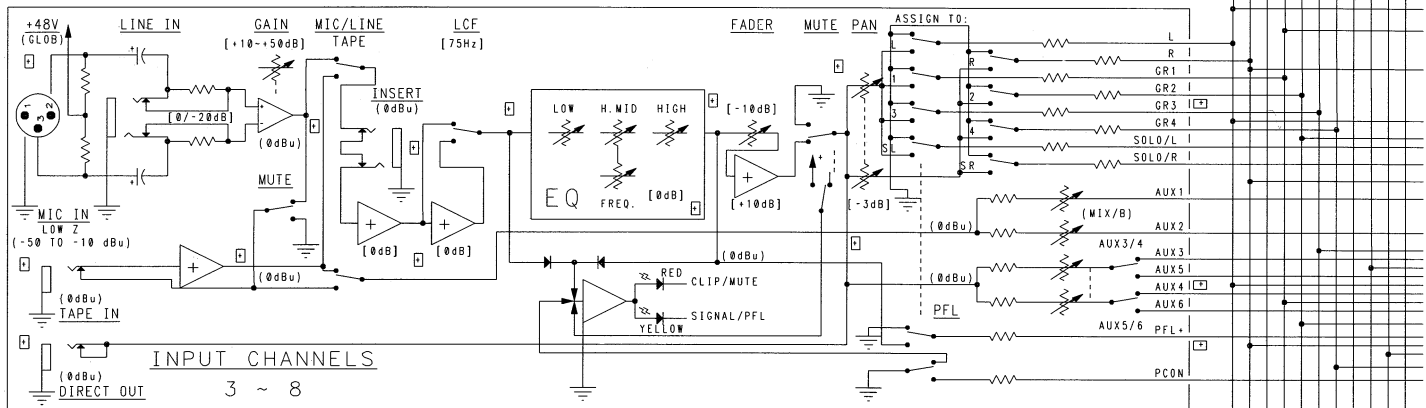 +48V
(GLOB)
LINE IN
GAIN
[+10~+50dB]
MIC/LINE
TAPE
LCF
[75Hz]
FADER
MUTE
PAN
ASSIGN TO:
L
R
1
2
3
4
SL
SR
L
R
GR1
GR2
GR3
GR4
SOLO/L
SOLO/R
1
2
3
[0/-20dB]
+
-
(0dBu)
INSERT
(0dBu)
LOW
H.MID
HIGH
FREQ.
EQ
[0dB]
[-10dB]
+
[+10dB]
+
[-3dB]
MUTE
+
[0dB]
+
[0dB]
MIC IN
LOW Z
(-50 TO -10 dBu)
+
(0dBu)
(0dBu)
TAPE IN
(0dBu)
DIRECT OUT
INPUT CHANNELS
3 ~ 8
(0dBu)
RED
CLIP/MUTE
SIGNAL/PFL
YELLOW
(0dBu)
(0dBu)
(MIX/B)
AUX1
AUX2
AUX3/4
AUX3
AUX5
AUX4
AUX6
AUX5/6
PFL
PFL+
PCON